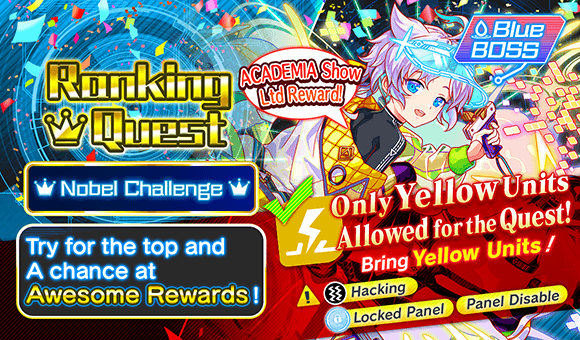 Ranking
Quest
Nobel Challenge
Try for the top and
A chance at
Awesome Rewards!
ACADEMIA Show
Ltd Reward!
Blue
BOSS
Only Yellow Units
Allowed for the Quest!
Bring Yellow Units!
Hacking
Locked Panel
Panel Disable